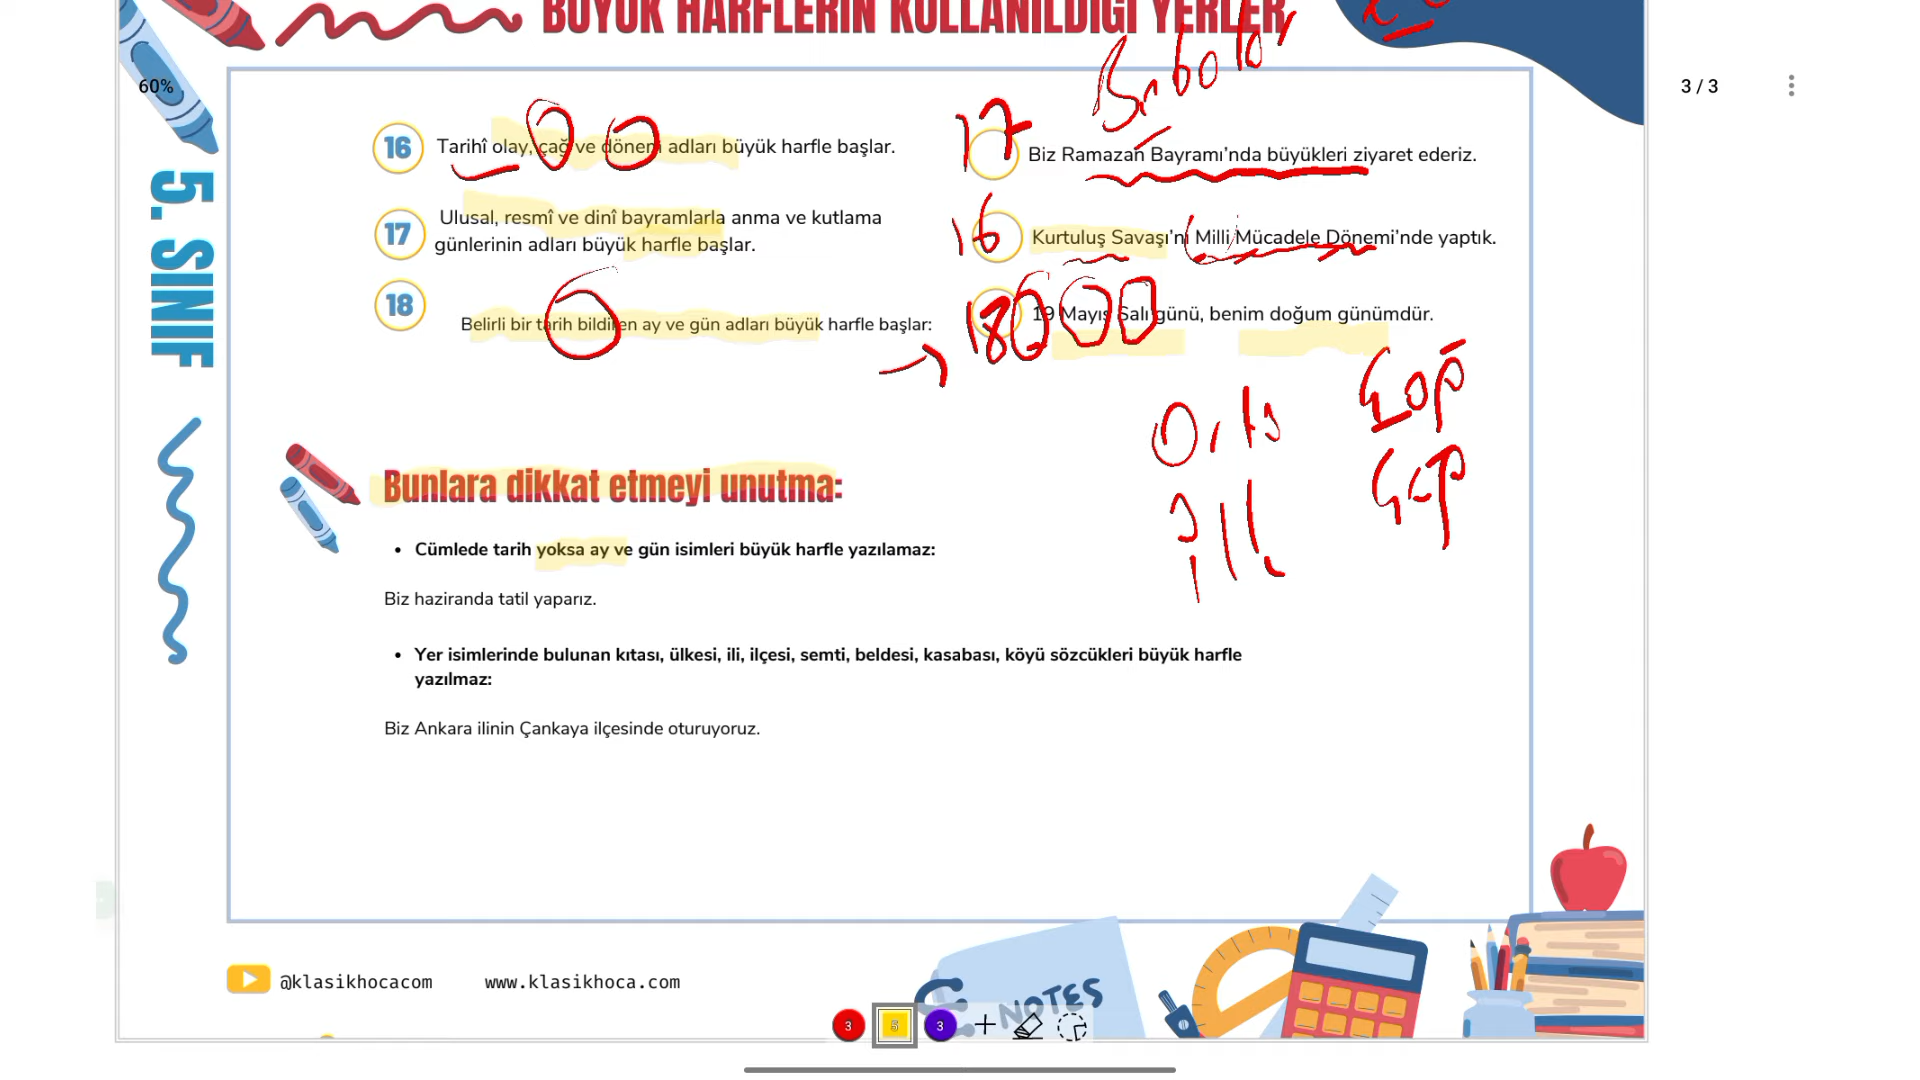 BÜYÜK HARFLERİN KULLANILDIĞI YERLER
60%
3 / 3
5. SINIF
16 Tarihî olay, çağ ve dönem adları büyük harfle başlar.
17 Ulusal, resmî ve dinî bayramlarla anma ve kutlama
günlerinin adları büyük harfle başlar.
18 Belirli bir tarih bildiren ay ve gün adları büyük harfle başlar:
17 Biz Ramazan Bayramı’nda büyükleri ziyaret ederiz.
16 Kurtuluş Savaşı’nı Milli Mücadele Dönemi’nde yaptık.
18 19 Mayıs Salı günü, benim doğum günümdür.
Bunlara dikkat etmeyi unutma:
• Cümlede tarih yoksa ay ve gün isimleri büyük harfle yazılamaz:
Biz haziranda tatil yaparız.
• Yer isimlerinde bulunan kıtası, ülkesi, ili, ilçesi, semti, beldesi, kasabası, köyü sözcükleri büyük harfle
yazılmaz:
Biz Ankara ilinin Çankaya ilçesinde oturuyoruz.
@klasikhocacom www.klasikhoca.com
NOTES
3 5 3